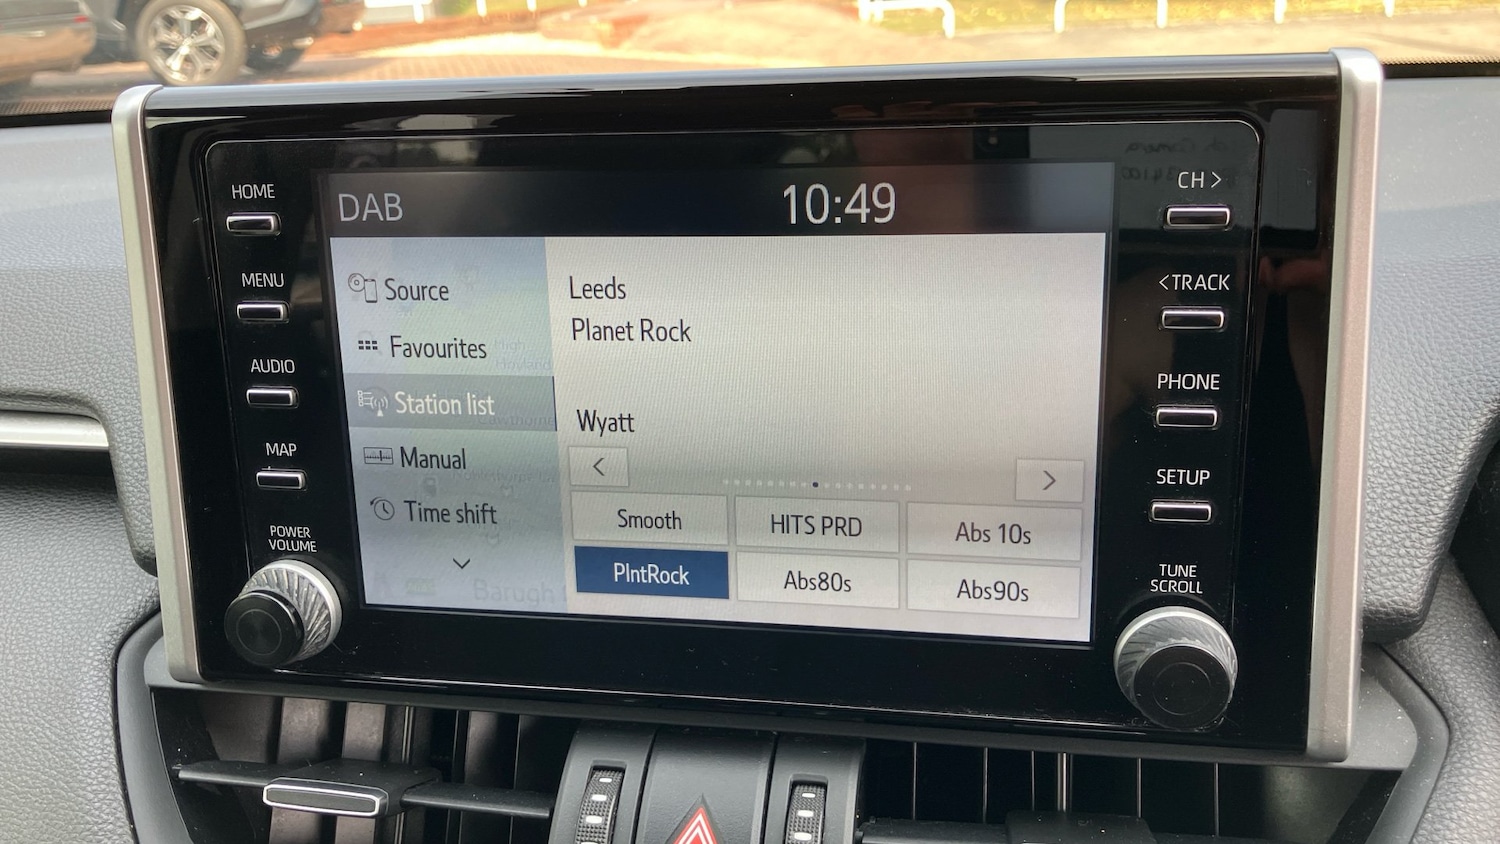 HOME
MENU
AUDIO
MAP
POWER
VOLUME
DAB
10:49
Source
Favourites
Station list
Manual
Time shift
Barugh
Leeds
Planet Rock
Wyatt
Smooth
HITS PRD
Abs 10s
PlntRock
Abs80s
Abs90s
CH >
< TRACK
PHONE
SETUP
TUNE
SCROLL